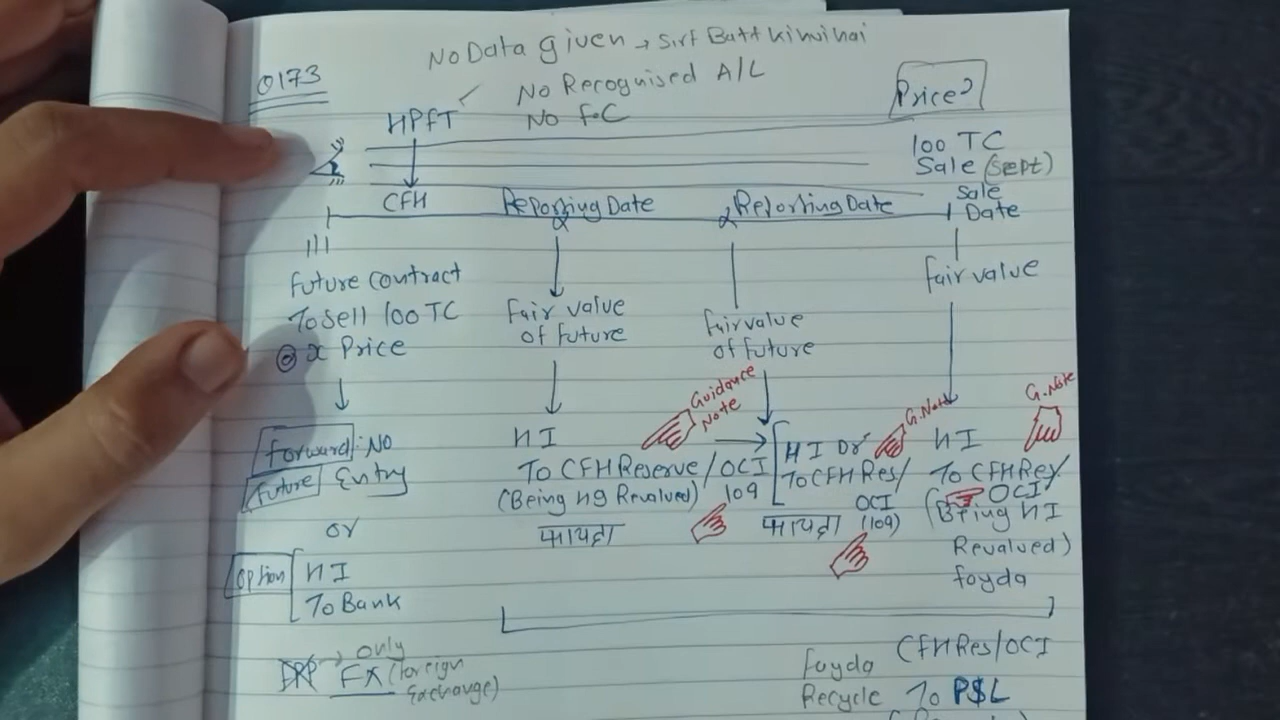 No Data given → Sirf Batt kiwi hai
0173
HPFT
No Recognised A/L
No FC
Price?
100 TC
Sale (Sept)
CFH
Reporting Date
Reporting Date
Sale
Date
Future contract
To sell 100 TC
@ x Price
Fair value
of future
Fair value
of future
Fair value
Guidance
Note
G. Note
G. Note
Forward: No
Future Entry
HI
To CFH Reserve/OCI
(Being Hg Revalued) 109
फायदा
HI Dr
To CFH Res/
OCI
फायदा (109)
HI
To CFH Res/
OCI
(Being HI
Revalued)
foyda
or
Option
HI
To Bank
DRP → only
FX (Foreign
Exchange)
foyda
Recycle
CFH Res/OCI
To P$L